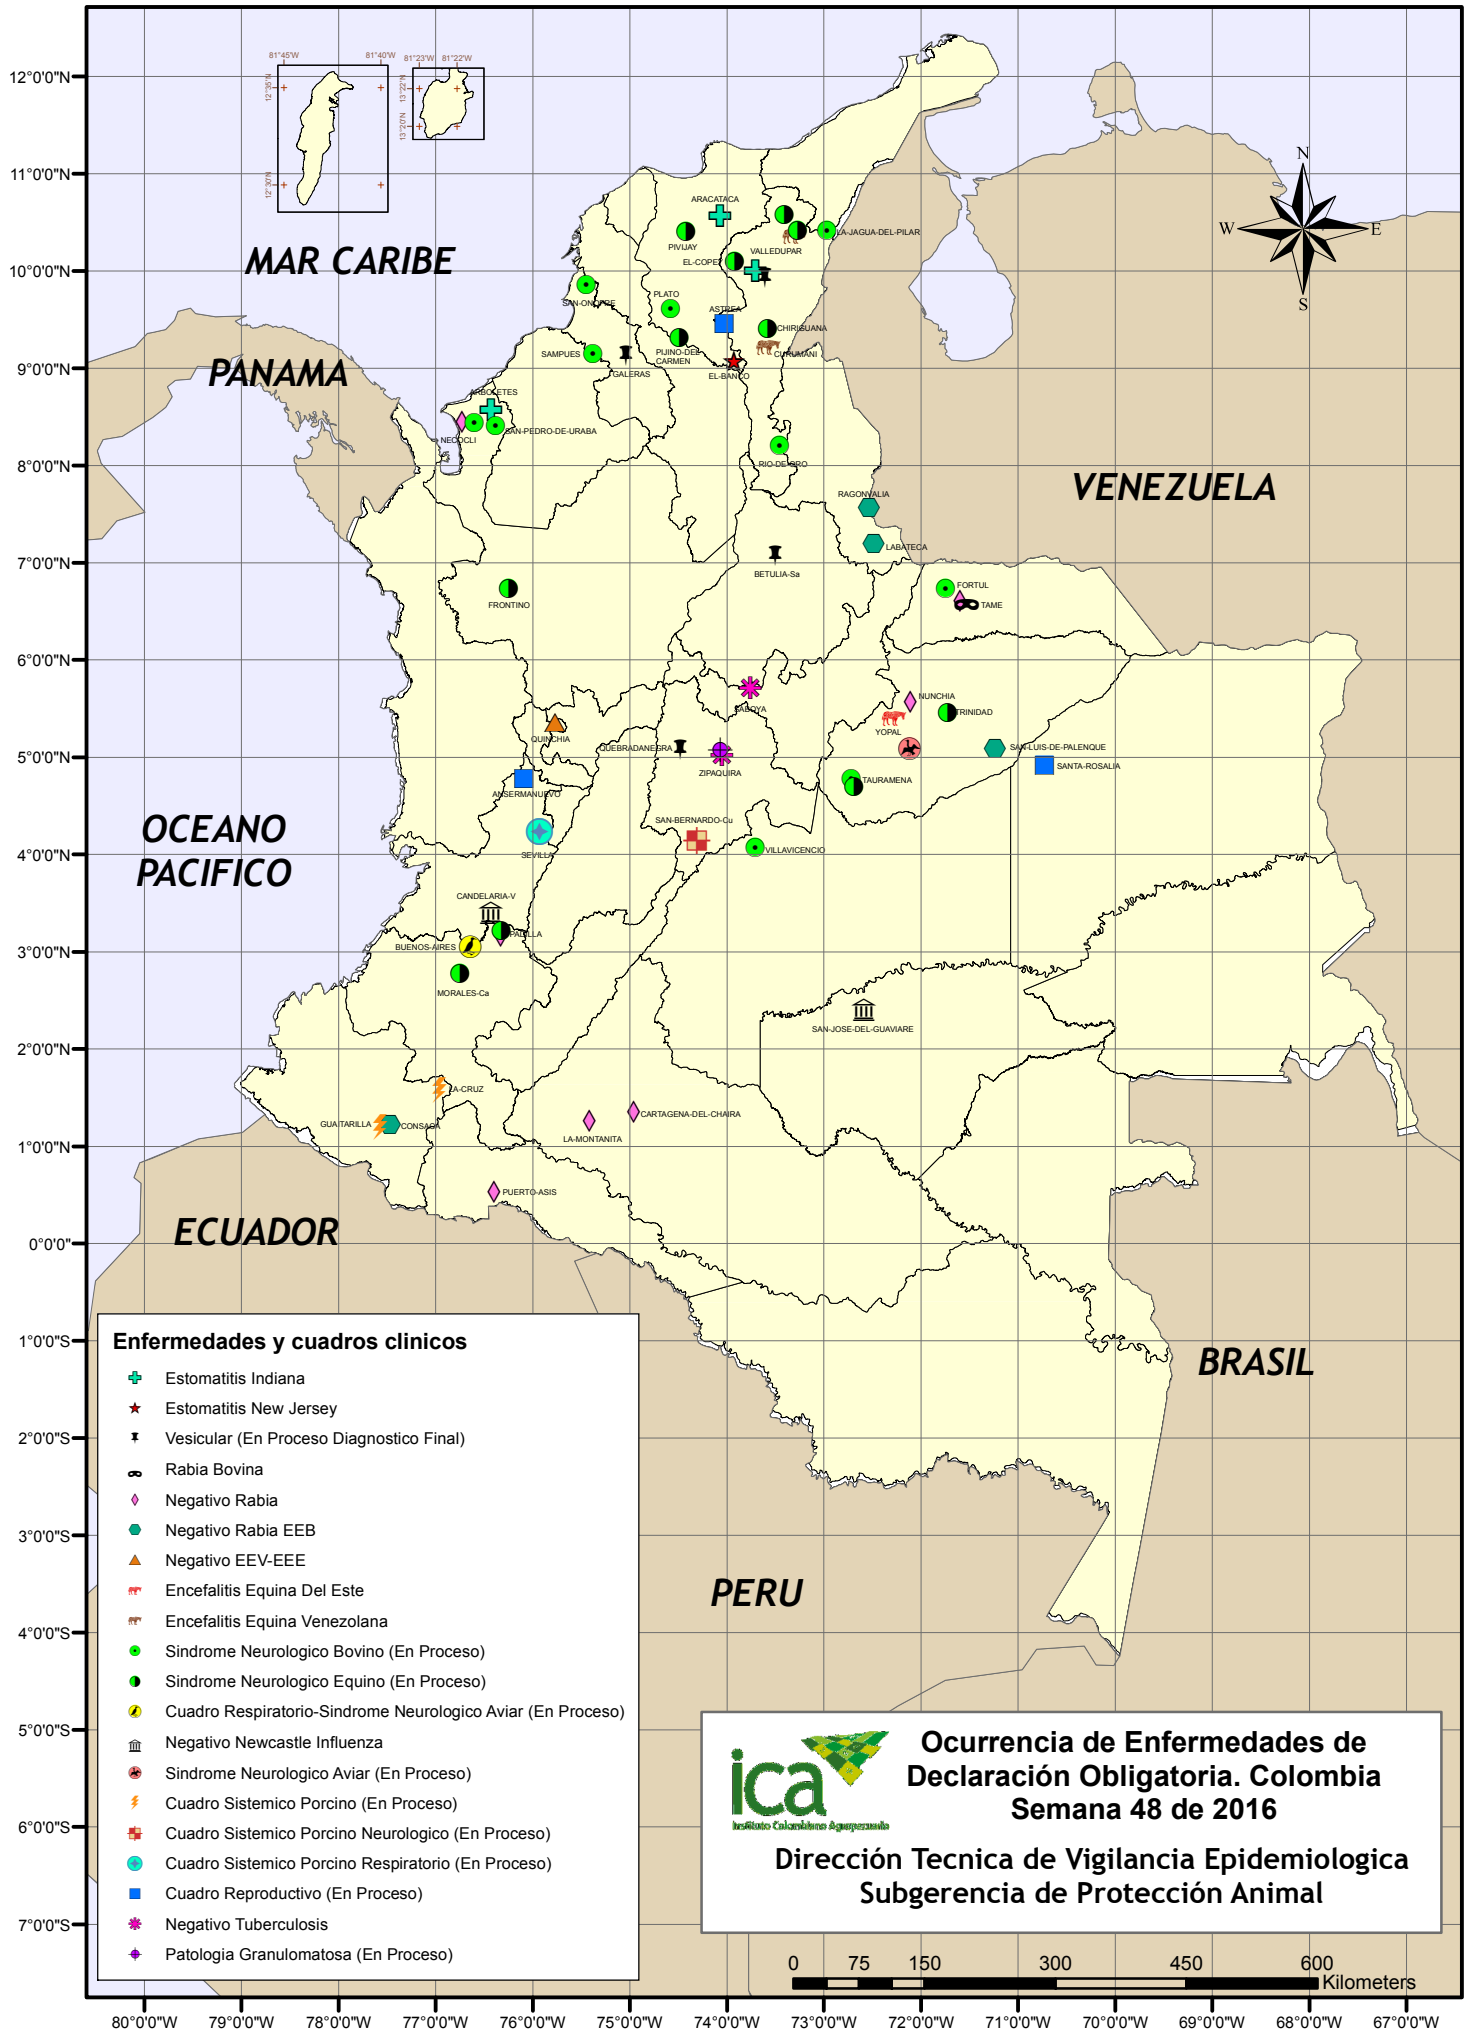 81°45'W
81°40'W
81°23'W
81°22'W
12°35'N
12°30'N
13°22'N
13°20'N
12°0'0"N
11°0'0"N
10°0'0"N
9°0'0"N
8°0'0"N
7°0'0"N
6°0'0"N
5°0'0"N
4°0'0"N
3°0'0"N
2°0'0"N
1°0'0"N
0°0'0"
1°0'0"S
2°0'0"S
3°0'0"S
4°0'0"S
5°0'0"S
6°0'0"S
7°0'0"S
N
W
E
S
MAR CARIBE
PANAMA
VENEZUELA
OCEANO
PACIFICO
ECUADOR
BRASIL
PERU
ARACATACA
PIVIJAY
VALLEDUPAR
LA-JAGUA-DEL-PILAR
EL-COPEY
SAN-ONOFRE
PLATO
ASTREA
CHIRIGUANA
PIJINO-DEL
CARMEN
CURUMANI
SAMPUES
GALERAS
EL-BANCO
ARBOLETES
NECOCLI
SAN-PEDRO-DE-URABA
RIO-DE-ORO
RAGONVALIA
LABATECA
BETULIA-Sa
FORTUL
TAME
FRONTINO
SABOYA
NUNCHIA
TRINIDAD
YOPAL
QUINCHIA
QUEBRADANEGRA
ZIPAQUIRA
SAN-LUIS-DE-PALENQUE
SANTA-ROSALIA
TAURAMENA
ANSERMANUEVO
SAN-BERNARDO-Cu
SEVILLA
VILLAVICENCIO
CANDELARIA-V
PADILLA
BUENOS-AIRES
MORALES-Ca
SAN-JOSE-DEL-GUAVIARE
LA-CRUZ
GUAITARILLA
CONSACA
CARTAGENA-DEL-CHAIRA
LA-MONTANITA
PUERTO-ASIS
Enfermedades y cuadros clinicos
Estomatitis Indiana
Estomatitis New Jersey
Vesicular (En Proceso Diagnostico Final)
Rabia Bovina
Negativo Rabia
Negativo Rabia EEB
Negativo EEV-EEE
Encefalitis Equina Del Este
Encefalitis Equina Venezolana
Sindrome Neurologico Bovino (En Proceso)
Sindrome Neurologico Equino (En Proceso)
Cuadro Respiratorio-Sindrome Neurologico Aviar (En Proceso)
Negativo Newcastle Influenza
Sindrome Neurologico Aviar (En Proceso)
Cuadro Sistemico Porcino (En Proceso)
Cuadro Sistemico Porcino Neurologico (En Proceso)
Cuadro Sistemico Porcino Respiratorio (En Proceso)
Cuadro Reproductivo (En Proceso)
Negativo Tuberculosis
Patologia Granulomatosa (En Proceso)
ica
Instituto Colombiano Agropecuario
Ocurrencia de Enfermedades de
Declaración Obligatoria. Colombia
Semana 48 de 2016
Dirección Tecnica de Vigilancia Epidemiologica
Subgerencia de Protección Animal
0 75 150 300 450 600
Kilometers
80°0'0"W 79°0'0"W 78°0'0"W 77°0'0"W 76°0'0"W 75°0'0"W 74°0'0"W 73°0'0"W 72°0'0"W 71°0'0"W 70°0'0"W 69°0'0"W 68°0'0"W 67°0'0"W